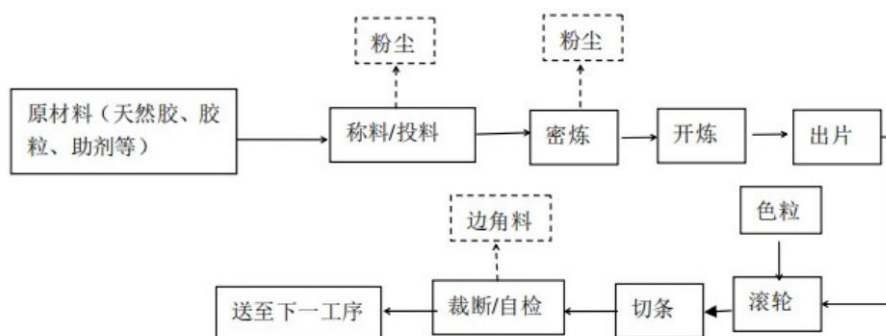 粉尘
粉尘
原材料（天然胶、胶
粒、助剂等）
称料/投料
密炼
开炼
出片
色粒
边角料
送至下一工序
裁断/自检
切条
滚轮